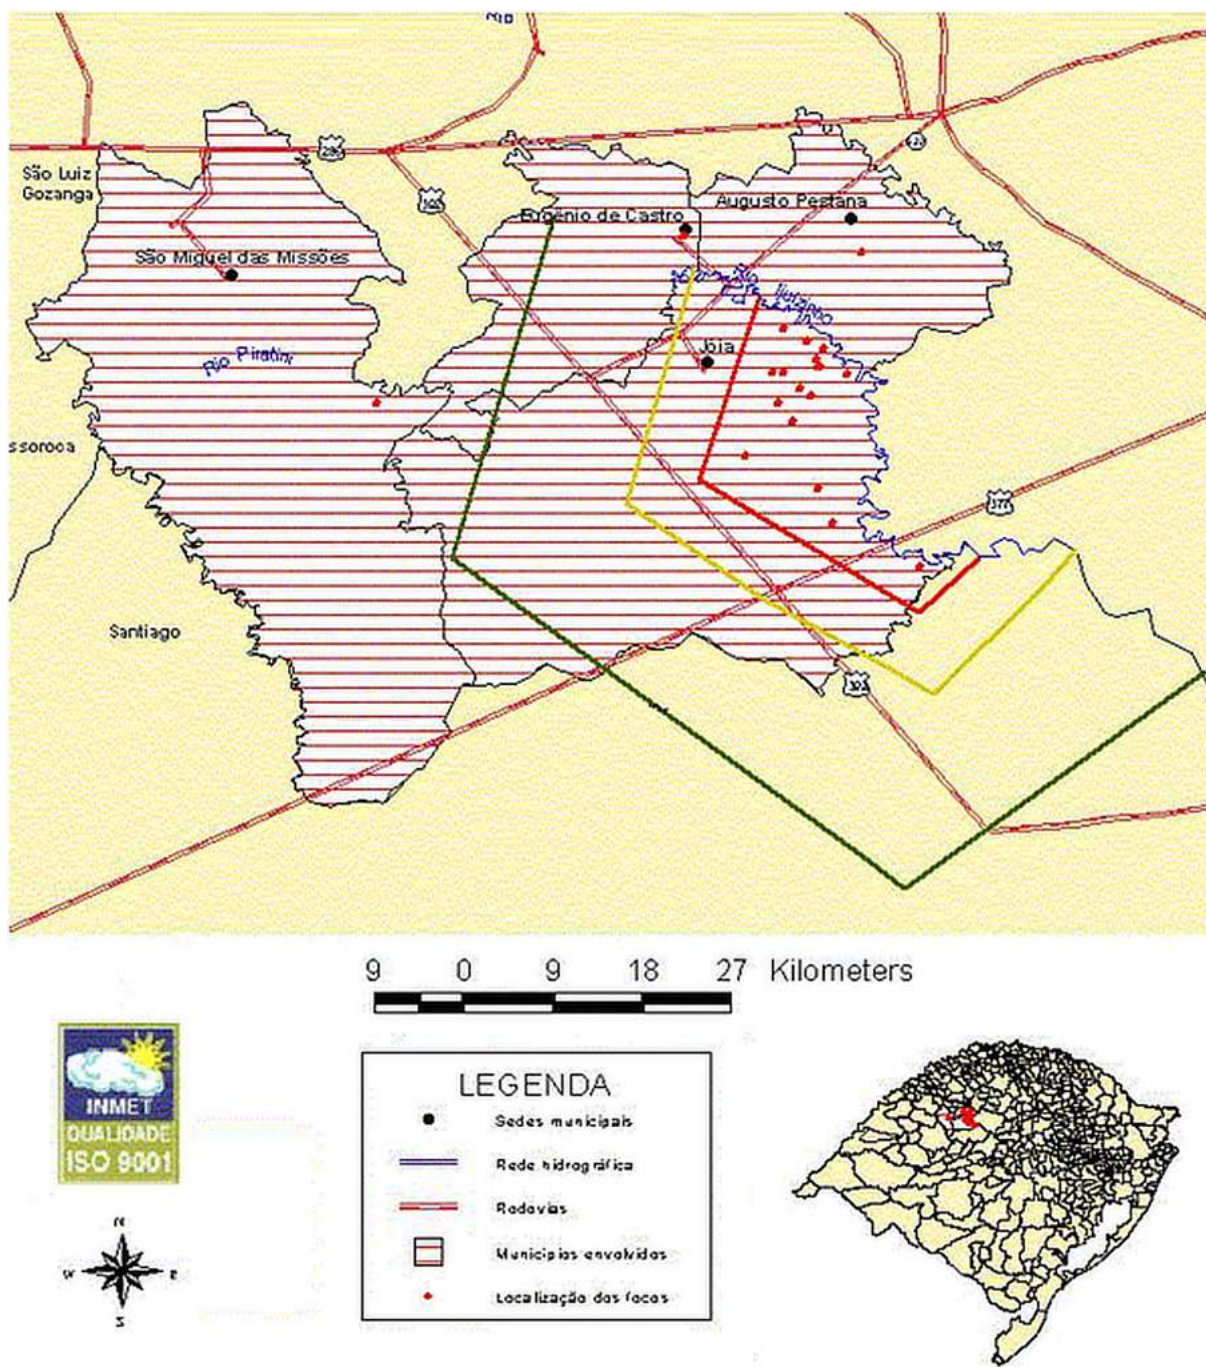 Rio
São Luiz
Gozanga
Augusto Pestana
Eugênio de Castro
São Miguel das Missões
Rio Ijuizinho
Jóia
Rio Piratini
ssoroca
377
Santiago
9 0 9 18 27 Kilometers
LEGENDA
Sedes municipais
Rede hidrográfica
Rodovias
Municípios envolvidos
Localização dos focos
INMET
QUALIDADE
ISO 9001
N
W E
S